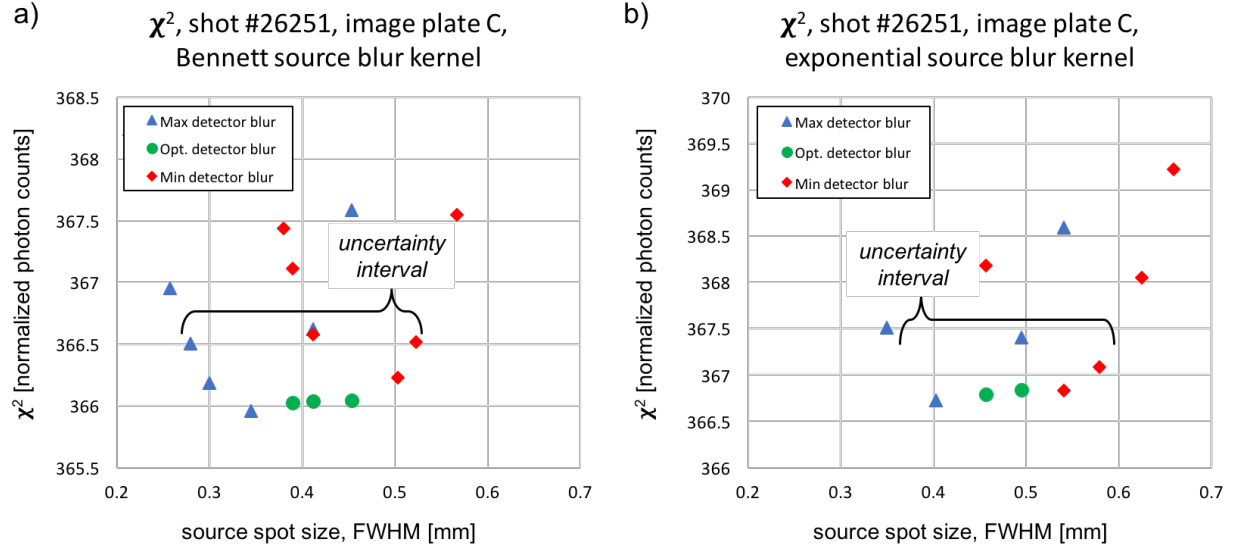 a)
𝛘², shot #26251, image plate C,
Bennett source blur kernel
368.5
368
367.5
367
366.5
366
365.5
0.2 0.3 0.4 0.5 0.6 0.7
χ² [normalized photon counts]
source spot size, FWHM [mm]
Max detector blur
Opt. detector blur
Min detector blur
uncertainty
interval
b)
𝛘², shot #26251, image plate C,
exponential source blur kernel
370
369.5
369
368.5
368
367.5
367
366.5
366
0.2 0.3 0.4 0.5 0.6 0.7
χ² [normalized photon counts]
source spot size, FWHM [mm]
Max detector blur
Opt. detector blur
Min detector blur
uncertainty
interval